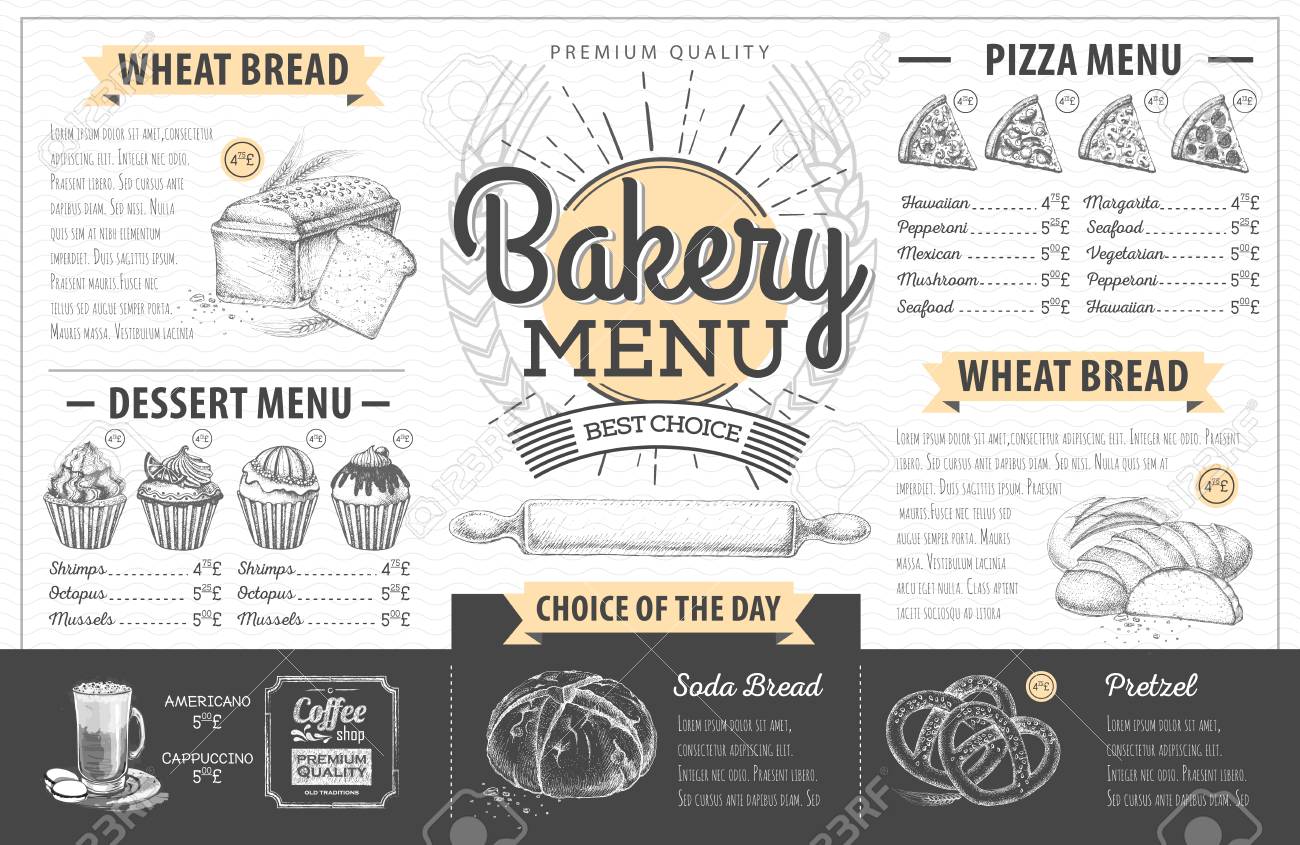 WHEAT BREAD
LOREM IPSUM DOLOR SIT AMET,CONSECTETUR
ADIPISCING ELIT. INTEGER NEC ODIO.
PRAESENT LIBERO. SED CURSUS ANTE
DAPIBUS DIAM. SED NISI. NULLA
QUIS SEM AT NIBH ELEMENTUM
IMPERDIET. DUIS SAGITTIS IPSUM.
PRAESENT MAURIS.FUSCE NEC
TELLUS SED AUGUE SEMPER PORTA.
MAURIS MASSA. VESTIBULUM LACINIA
4.75£
DESSERT MENU
4.75£ 4.75£ 4.75£ 4.75£
Shrimps 4.75£ Shrimps 4.75£
Octopus 5.25£ Octopus 5.25£
Mussels 5.00£ Mussels 5.00£
PREMIUM QUALITY
Bakery
MENU
BEST CHOICE
PIZZA MENU
4.75£ 4.75£ 4.75£ 4.75£
Hawaiian 4.75£ Margarita 4.75£
Pepperoni 5.25£ Seafood 5.25£
Mexican 5.00£ Vegetarian 5.00£
Mushroom 5.00£ Pepperoni 5.00£
Seafood 5.00£ Hawaiian 5.00£
WHEAT BREAD
LOREM IPSUM DOLOR SIT AMET,CONSECTETUR ADIPISCING ELIT. INTEGER NEC ODIO. PRAESENT
LIBERO. SED CURSUS ANTE DAPIBUS DIAM. SED NISI. NULLA QUIS SEM AT NIBH ELEMENTUM
IMPERDIET. DUIS SAGITTIS IPSUM. PRAESENT
MAURIS.FUSCE NEC TELLUS SED
AUGUE SEMPER PORTA. MAURIS
MASSA. VESTIBULUM LACINIA
ARCU EGET NULLA. CLASS APTENT
TACITI SOCIOSQU AD LITORA
4.75£
AMERICANO
5.00£
CAPPUCCINO
5.00£
Coffee
shop
PREMIUM
QUALITY
OLD TRADITIONS
CHOICE OF THE DAY
Soda Bread
LOREM IPSUM DOLOR SIT AMET,
CONSECTETUR ADIPISCING ELIT.
INTEGER NEC ODIO. PRAESENT LIBERO.
SED CURSUS ANTE DAPIBUS DIAM. SED
4.75£
Pretzel
LOREM IPSUM DOLOR SIT AMET,
CONSECTETUR ADIPISCING ELIT.
INTEGER NEC ODIO. PRAESENT LIBERO.
SED CURSUS ANTE DAPIBUS DIAM. SED
123RF